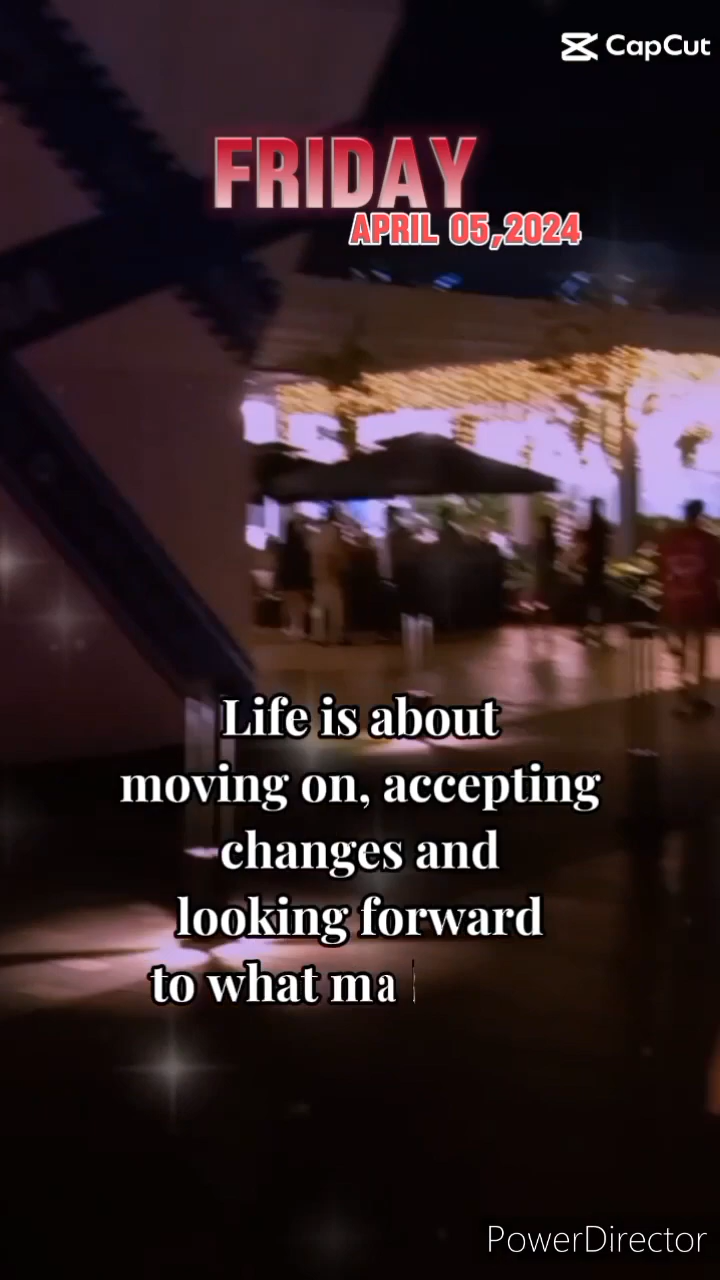 CapCut
FRIDAY
APRIL 05,2024
Life is about
moving on, accepting
changes and
looking forward
to what ma
PowerDirector